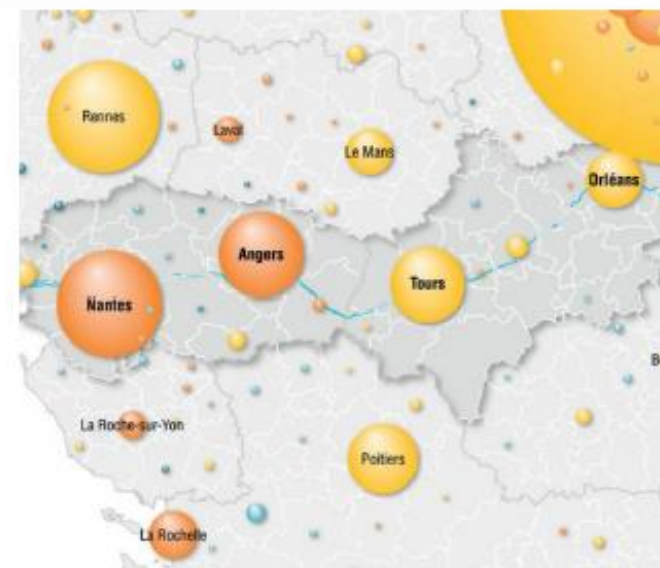 Rennes
Laval
Le Mans
Orléans
Angers
Tours
Nantes
La Roche-sur-Yon
Poitiers
La Rochelle